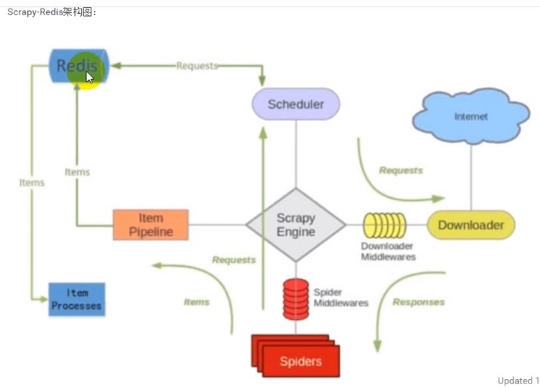 Scrapy-Redis架构图：
Redis
Requests
Scheduler
Internet
Items
Items
Requests
Item
Pipeline
Scrapy
Engine
Downloader
Downloader
Middlewares
Requests
Items
Item
Processes
Spider
Middlewares
Responses
Spiders
Updated 1